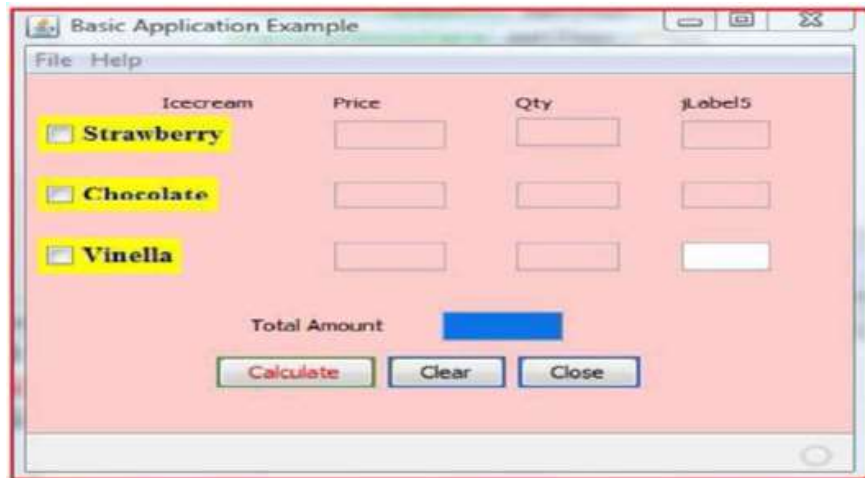 Basic Application Example
File Help
Icecream Price Qty jLabel5
Strawberry
Chocolate
Vinella
Total Amount
Calculate Clear Close